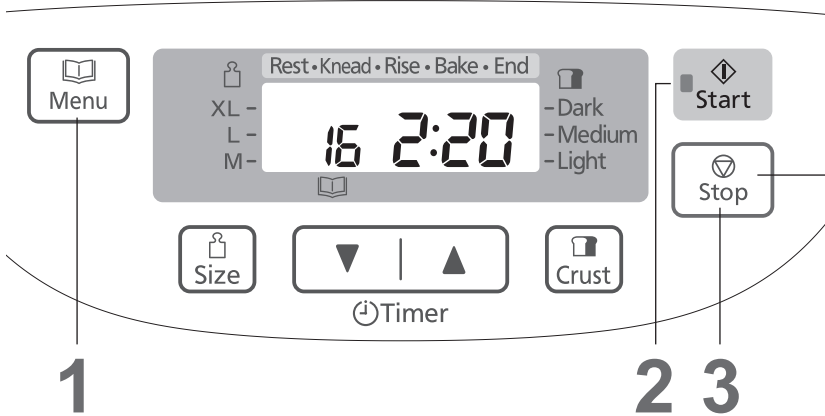 Rest • Knead • Rise • Bake • End
Menu
XL –
L –
M –
16 2:20
– Dark
– Medium
– Light
Start
Stop
Size
▼ | ▲
Crust
Timer
1
2
3